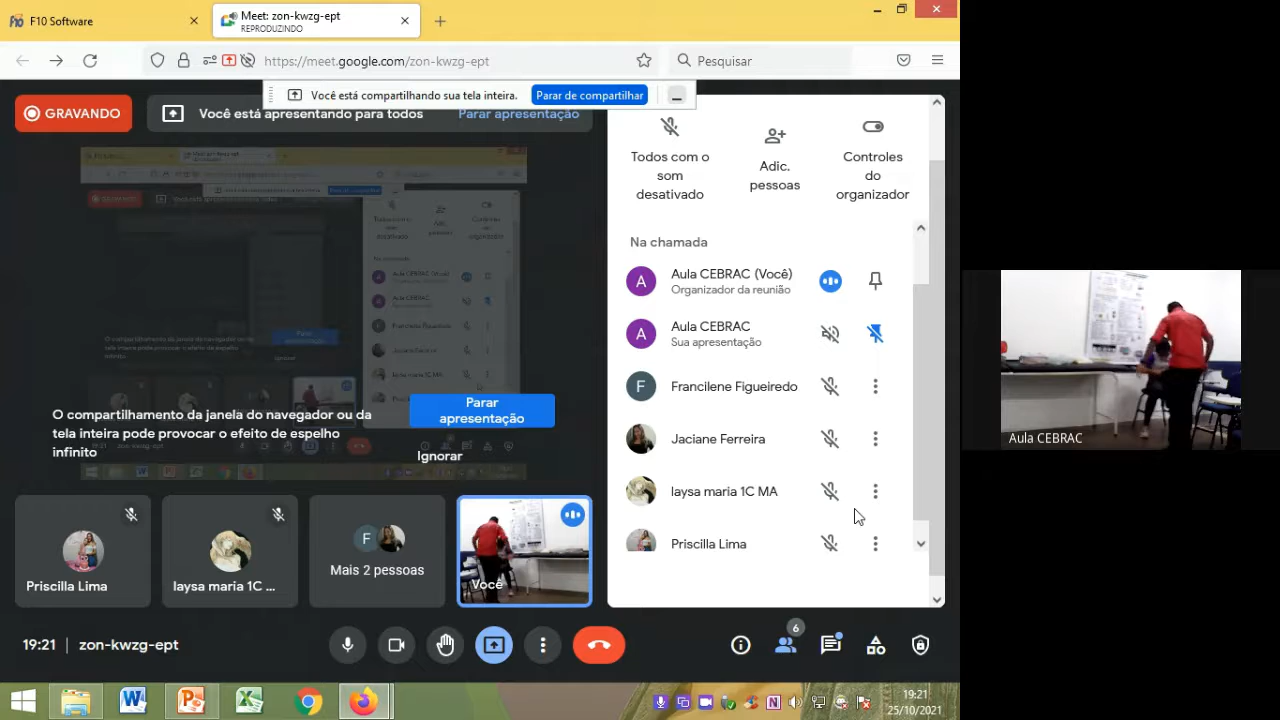 F10 Software
Meet: zon-kwzg-ept
REPRODUZINDO
https://meet.google.com/zon-kwzg-ept
Pesquisar
Você está compartilhando sua tela inteira.
Parar de compartilhar
GRAVANDO
Você está apresentando para todos
Parar apresentação
Todos com o som desativado
Adic. pessoas
Controles do organizador
Na chamada
A
Aula CEBRAC (Você)
Organizador da reunião
A
Aula CEBRAC
Sua apresentação
F
Francilene Figueiredo
Jaciane Ferreira
laysa maria 1C MA
Priscilla Lima
O compartilhamento da janela do navegador ou da
tela inteira pode provocar o efeito de espelho
infinito
Parar
apresentação
Ignorar
Priscilla Lima
laysa maria 1C ...
F
Mais 2 pessoas
Você
Aula CEBRAC
19:21 | zon-kwzg-ept
6
19:21
25/10/2021